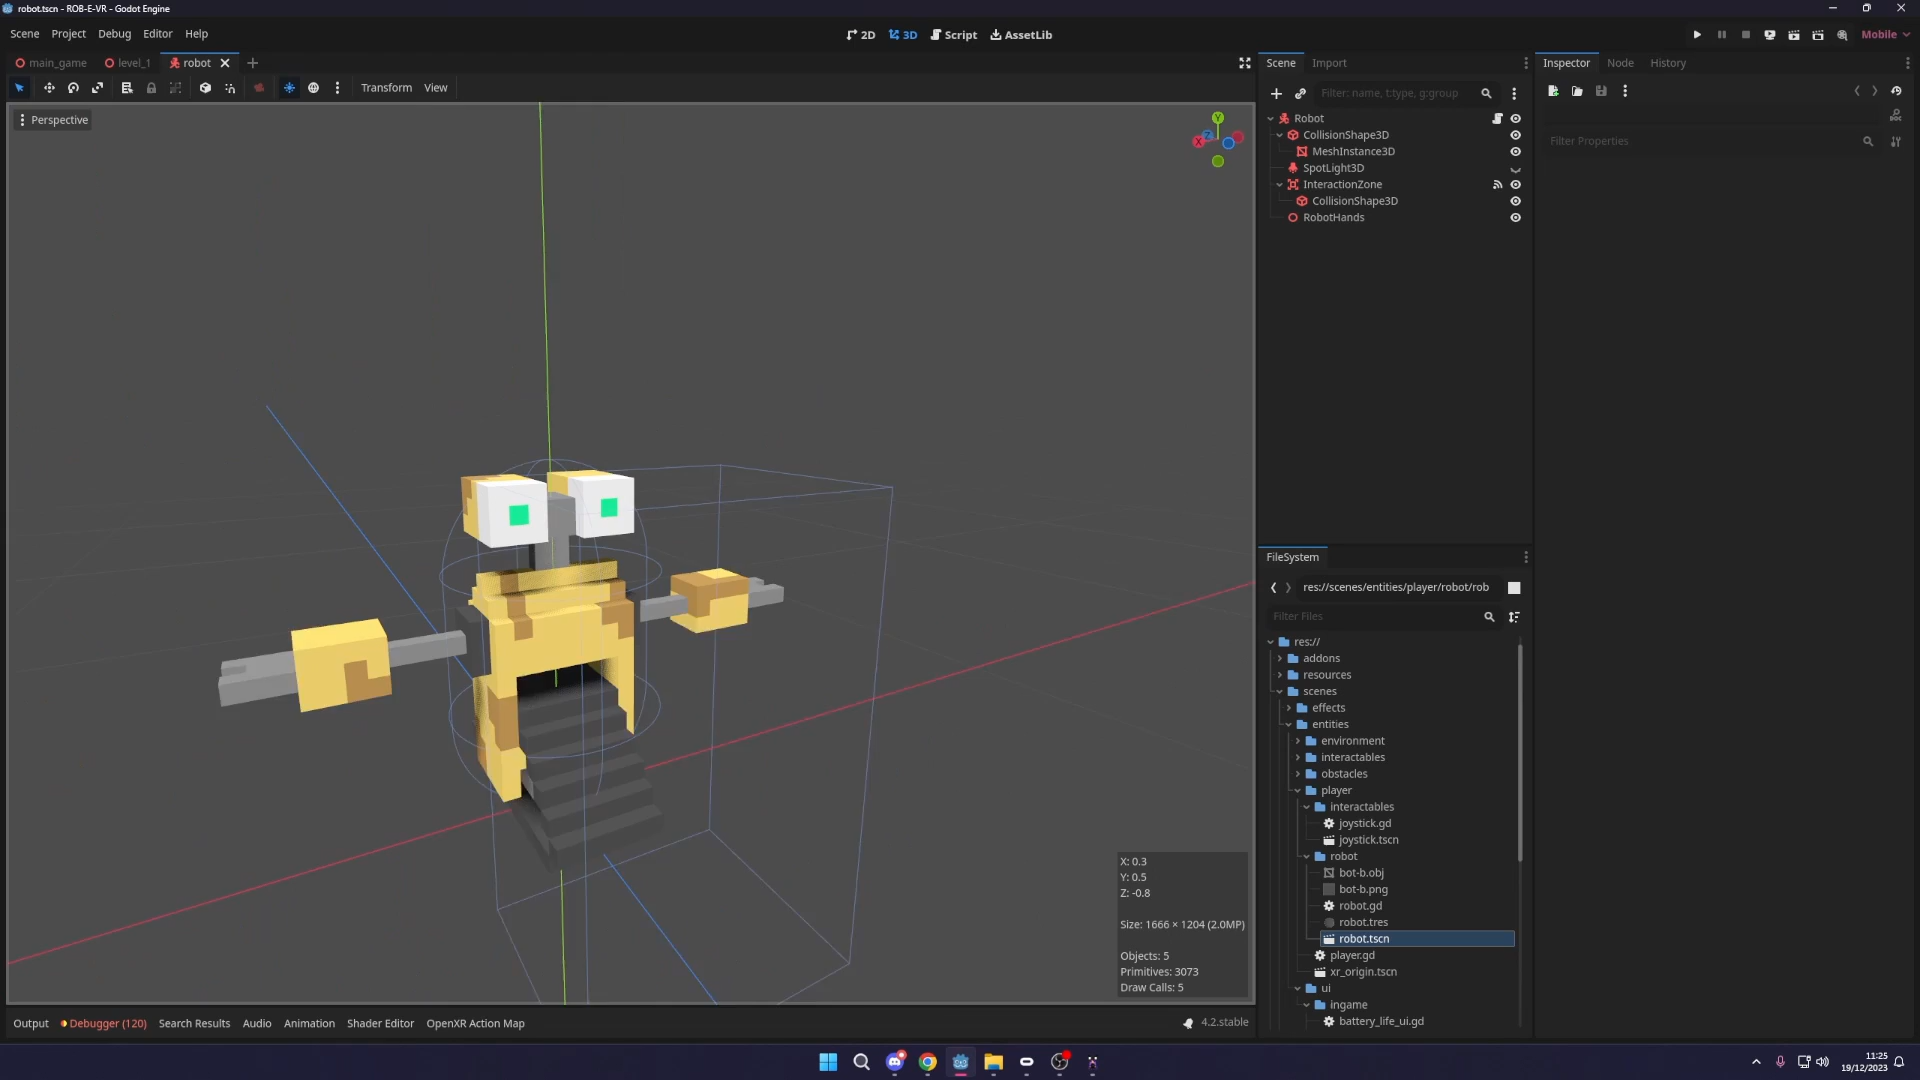 robot.tscn - ROB-E-VR - Godot Engine
Scene Project Debug Editor Help
2D 3D Script AssetLib
Mobile
main_game level_1 robot
Transform View
Perspective
Y
X
Z
X: 0.3
Y: 0.5
Z: -0.8
Size: 1666 × 1204 (2.0MP)
Objects: 5
Primitives: 3073
Draw Calls: 5
Output Debugger (120) Search Results Audio Animation Shader Editor OpenXR Action Map
4.2.stable
Scene Import
Filter: name, t:type, g:group
Robot
CollisionShape3D
MeshInstance3D
SpotLight3D
InteractionZone
CollisionShape3D
RobotHands
FileSystem
res://scenes/entities/player/robot/rob
Filter Files
res://
addons
resources
scenes
effects
entities
environment
interactables
obstacles
player
interactables
joystick.gd
joystick.tscn
robot
bot-b.obj
bot-b.png
robot.gd
robot.tres
robot.tscn
player.gd
xr_origin.tscn
ui
ingame
battery_life_ui.gd
Inspector Node History
Filter Properties
11:25
19/12/2023